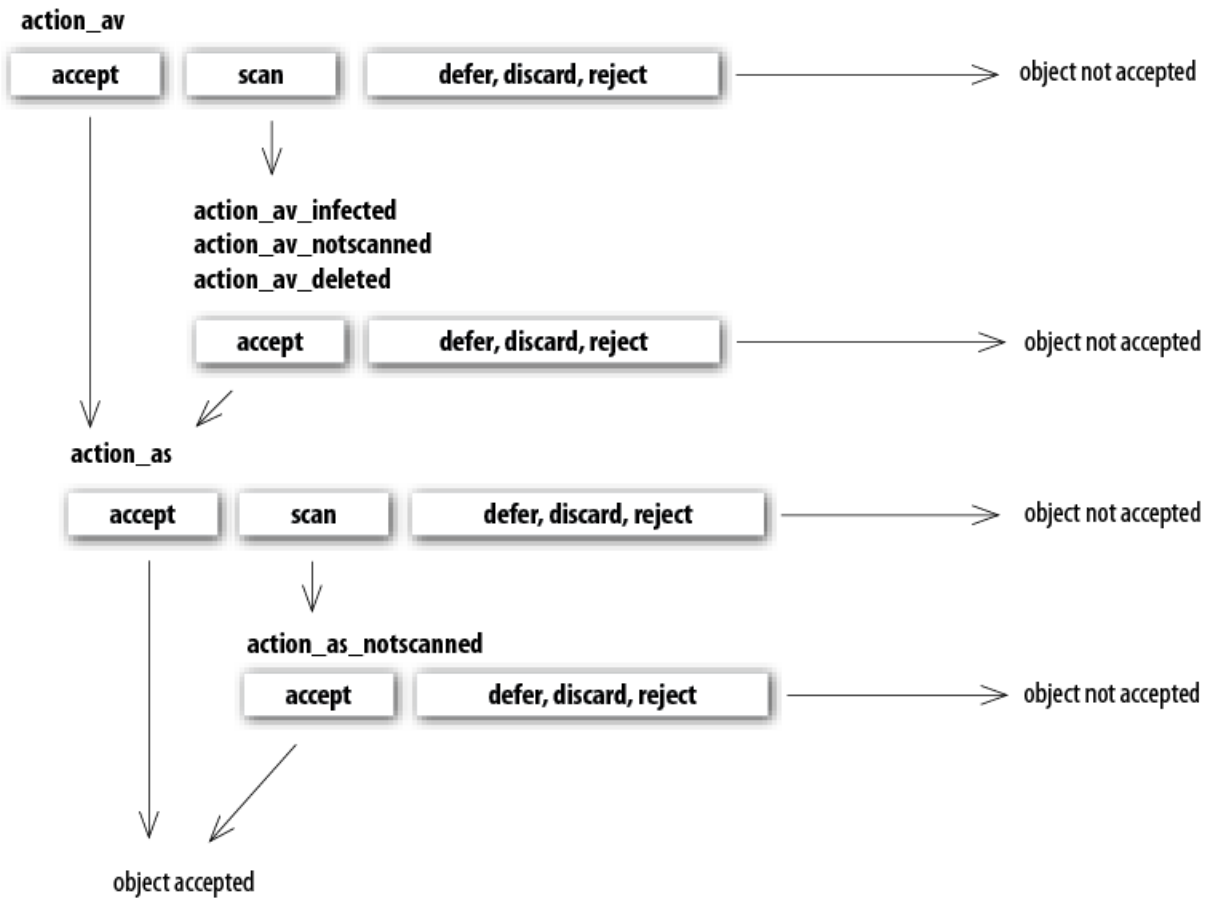 action_av
accept scan defer, discard, reject object not accepted
action_av_infected
action_av_notscanned
action_av_deleted
accept defer, discard, reject object not accepted
action_as
accept scan defer, discard, reject object not accepted
action_as_notscanned
accept defer, discard, reject object not accepted
object accepted